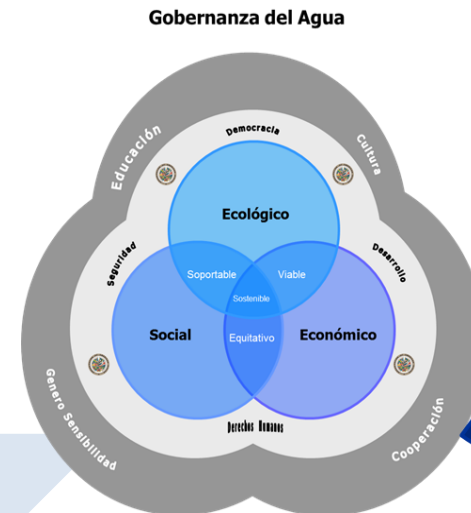 Gobernanza del Agua
Educación
Democracia
Cultura
Ecológico
Seguridad
Soportable
Viable
Desarrollo
Sostenible
Social
Equitativo
Económico
Genero Sensibilidad
Derechos Humanos
Cooperación